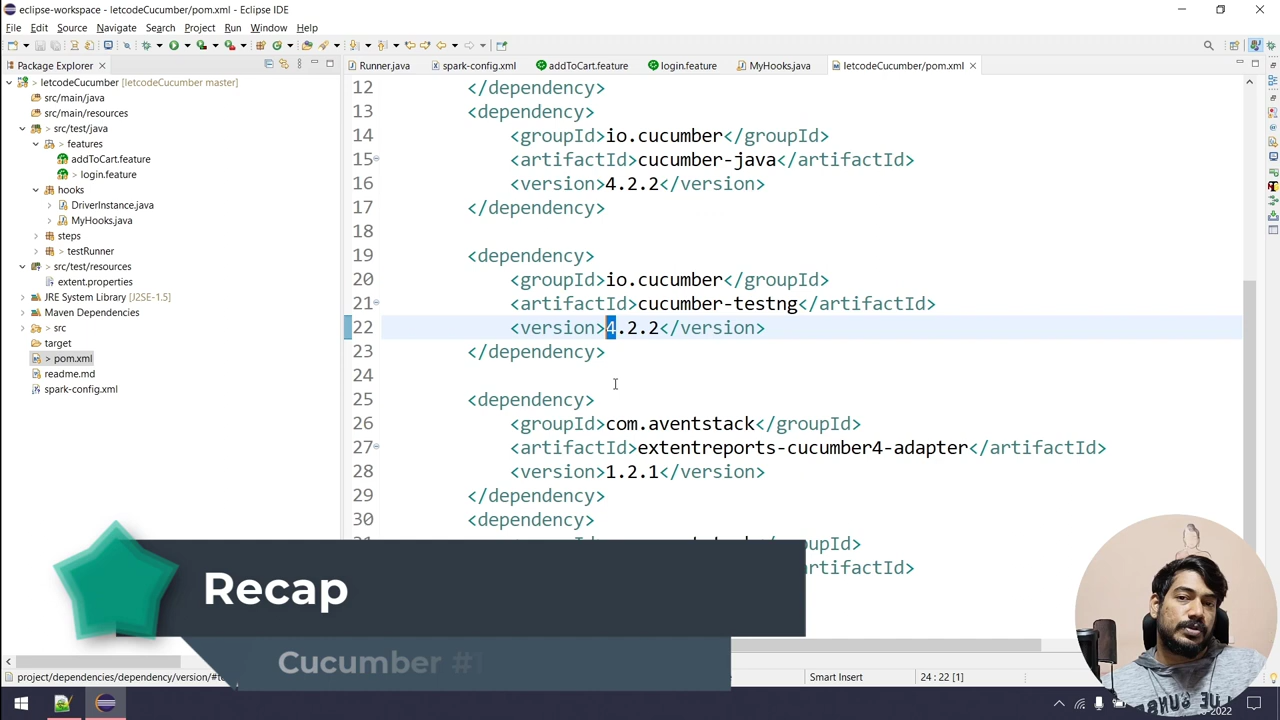 eclipse-workspace - letcodeCucumber/pom.xml - Eclipse IDE
File Edit Source Navigate Search Project Run Window Help
Package Explorer
Runner.java spark-config.xml addToCart.feature login.feature MyHooks.java letcodeCucumber/pom.xml
letcodeCucumber [letcodeCucumber master]
src/main/java
src/main/resources
> src/test/java
> features
addToCart.feature
> login.feature
hooks
> DriverInstance.java
> MyHooks.java
steps
> testRunner
> src/test/resources
extent.properties
JRE System Library [J2SE-1.5]
Maven Dependencies
> src
target
> pom.xml
readme.md
spark-config.xml
12 </dependency>
13 <dependency>
14 <groupId>io.cucumber</groupId>
15 <artifactId>cucumber-java</artifactId>
16 <version>4.2.2</version>
17 </dependency>
18
19 <dependency>
20 <groupId>io.cucumber</groupId>
21 <artifactId>cucumber-testng</artifactId>
22 <version>4.2.2</version>
23 </dependency>
24
25 <dependency>
26 <groupId>com.aventstack</groupId>
27 <artifactId>extentreports-cucumber4-adapter</artifactId>
28 <version>1.2.1</version>
29 </dependency>
30 <dependency>
Recap
Cucumber #
project/dependencies/dependency/version/#t
Smart Insert
24 : 22 [1]